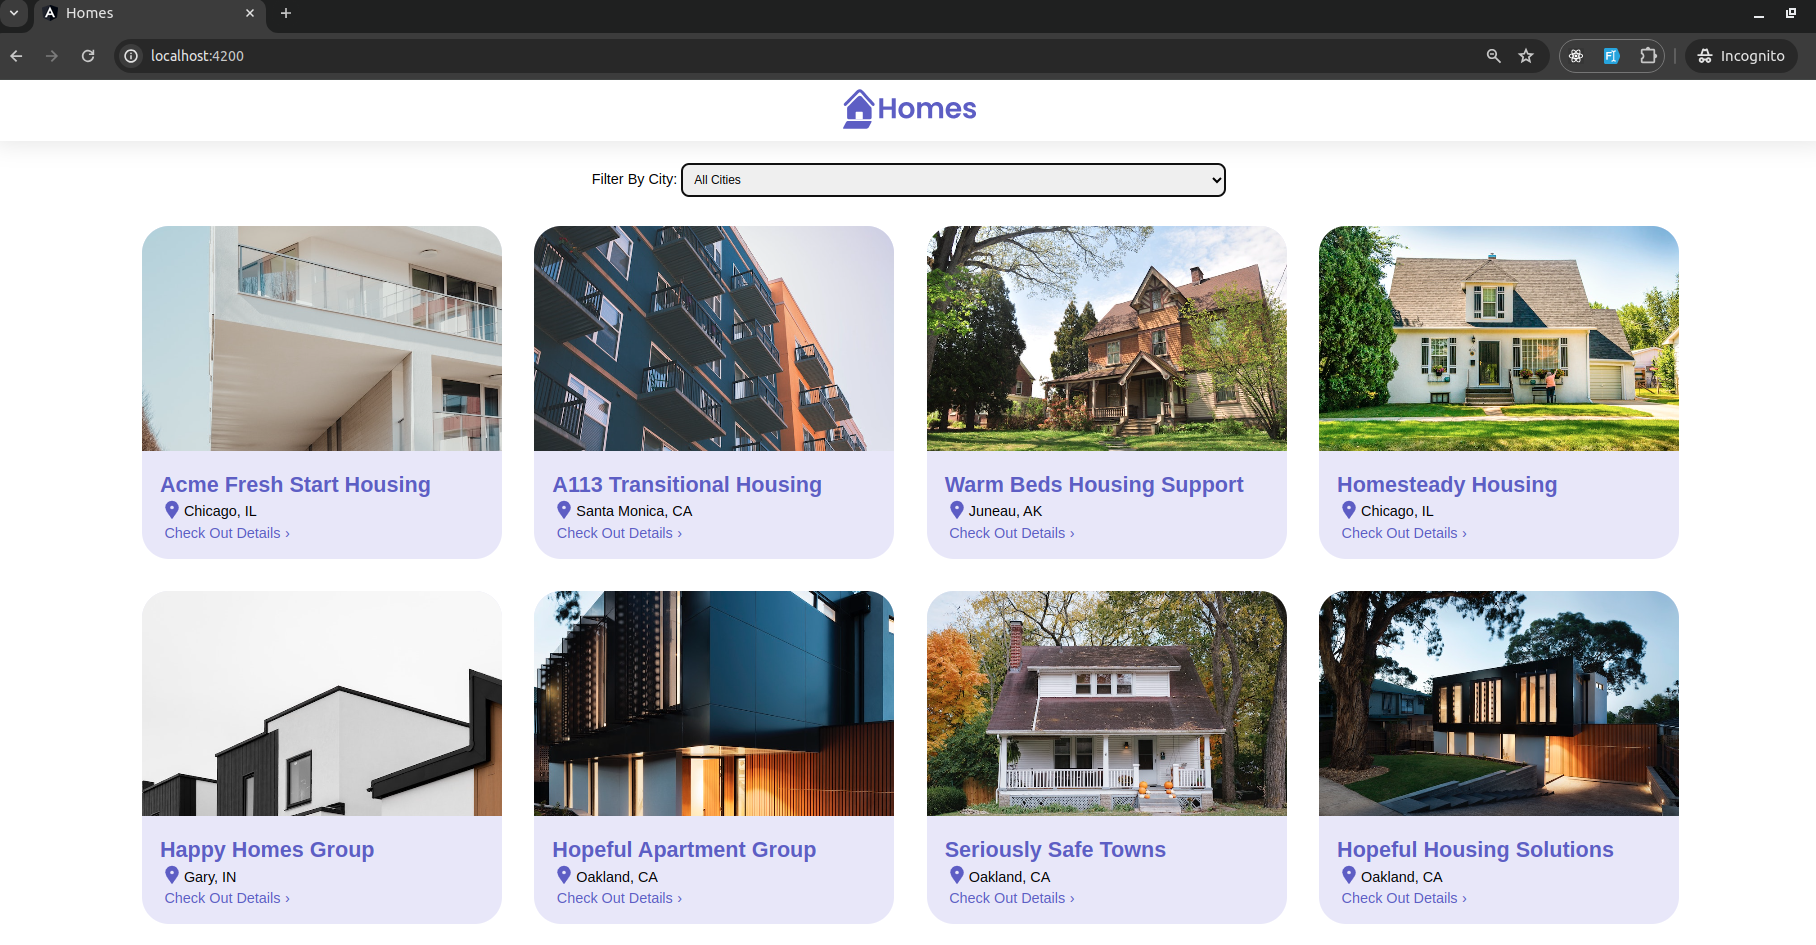 Homes
localhost:4200
Incognito
Homes
Filter By City: All Cities
Acme Fresh Start Housing
Chicago, IL
Check Out Details ›
A113 Transitional Housing
Santa Monica, CA
Check Out Details ›
Warm Beds Housing Support
Juneau, AK
Check Out Details ›
Homesteady Housing
Chicago, IL
Check Out Details ›
Happy Homes Group
Gary, IN
Check Out Details ›
Hopeful Apartment Group
Oakland, CA
Check Out Details ›
Seriously Safe Towns
Oakland, CA
Check Out Details ›
Hopeful Housing Solutions
Oakland, CA
Check Out Details ›